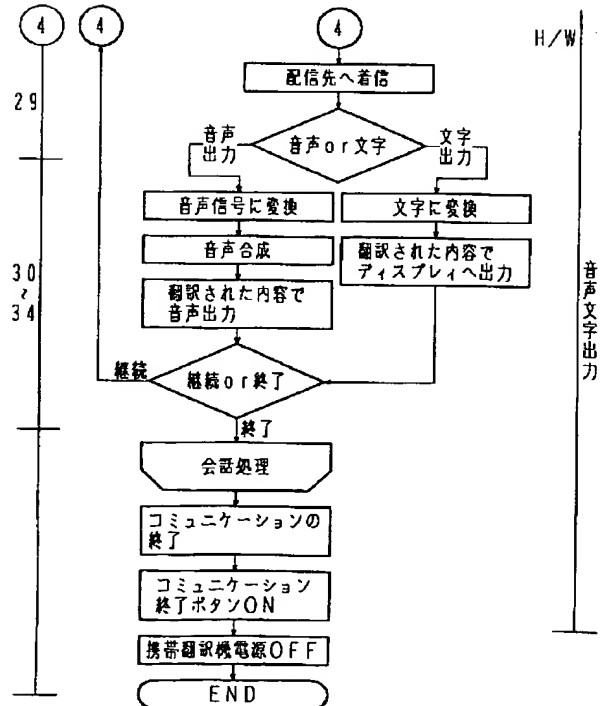 4
4
4
H/W
配信先へ着信
29
音声
出力
音声or文字
文字
出力
音声信号に変換
文字に変換
音声合成
翻訳された内容で
ディスプレィへ出力
30
~
34
翻訳された内容で
音声出力
音声文字出力
継続
継続or終了
終了
会話処理
コミュニケーションの
終了
コミュニケーション
終了ボタンON
携帯翻訳機電源OFF
END